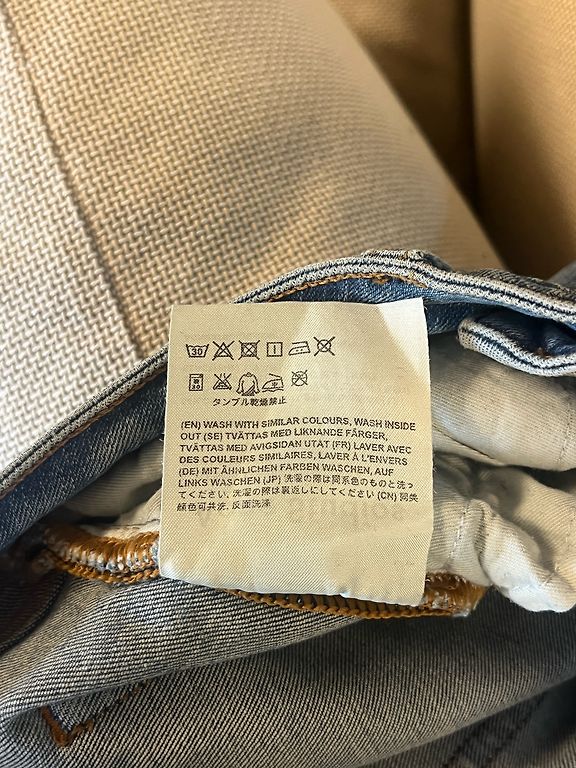 30
30
タンブル乾燥禁止
(EN) WASH WITH SIMILAR COLOURS, WASH INSIDE
OUT (SE) TVÄTTAS MED LIKNANDE FÄRGER,
TVÄTTAS MED AVIGSIDAN UTÅT (FR) LAVER AVEC
DES COULEURS SIMILAIRES, LAVER À L'ENVERS
(DE) MIT ÄHNLICHEN FARBEN WASCHEN, AUF
LINKS WASCHEN (JP) 洗濯の際は同系色のものと洗っ
てください, 洗濯の際は裏返しにしてください (CN) 同类
颜色可共洗, 反面洗涤